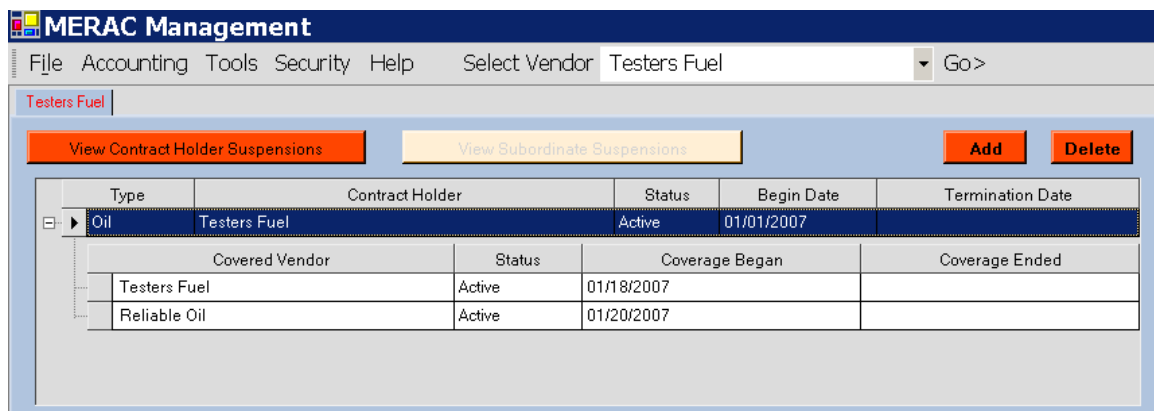 MERAC Management
File Accounting Tools Security Help Select Vendor Testers Fuel Go>
Testers Fuel
View Contract Holder Suspensions View Subordinate Suspensions Add Delete
Type Contract Holder Status Begin Date Termination Date
Oil Testers Fuel Active 01/01/2007
Covered Vendor Status Coverage Began Coverage Ended
Testers Fuel Active 01/18/2007
Reliable Oil Active 01/20/2007